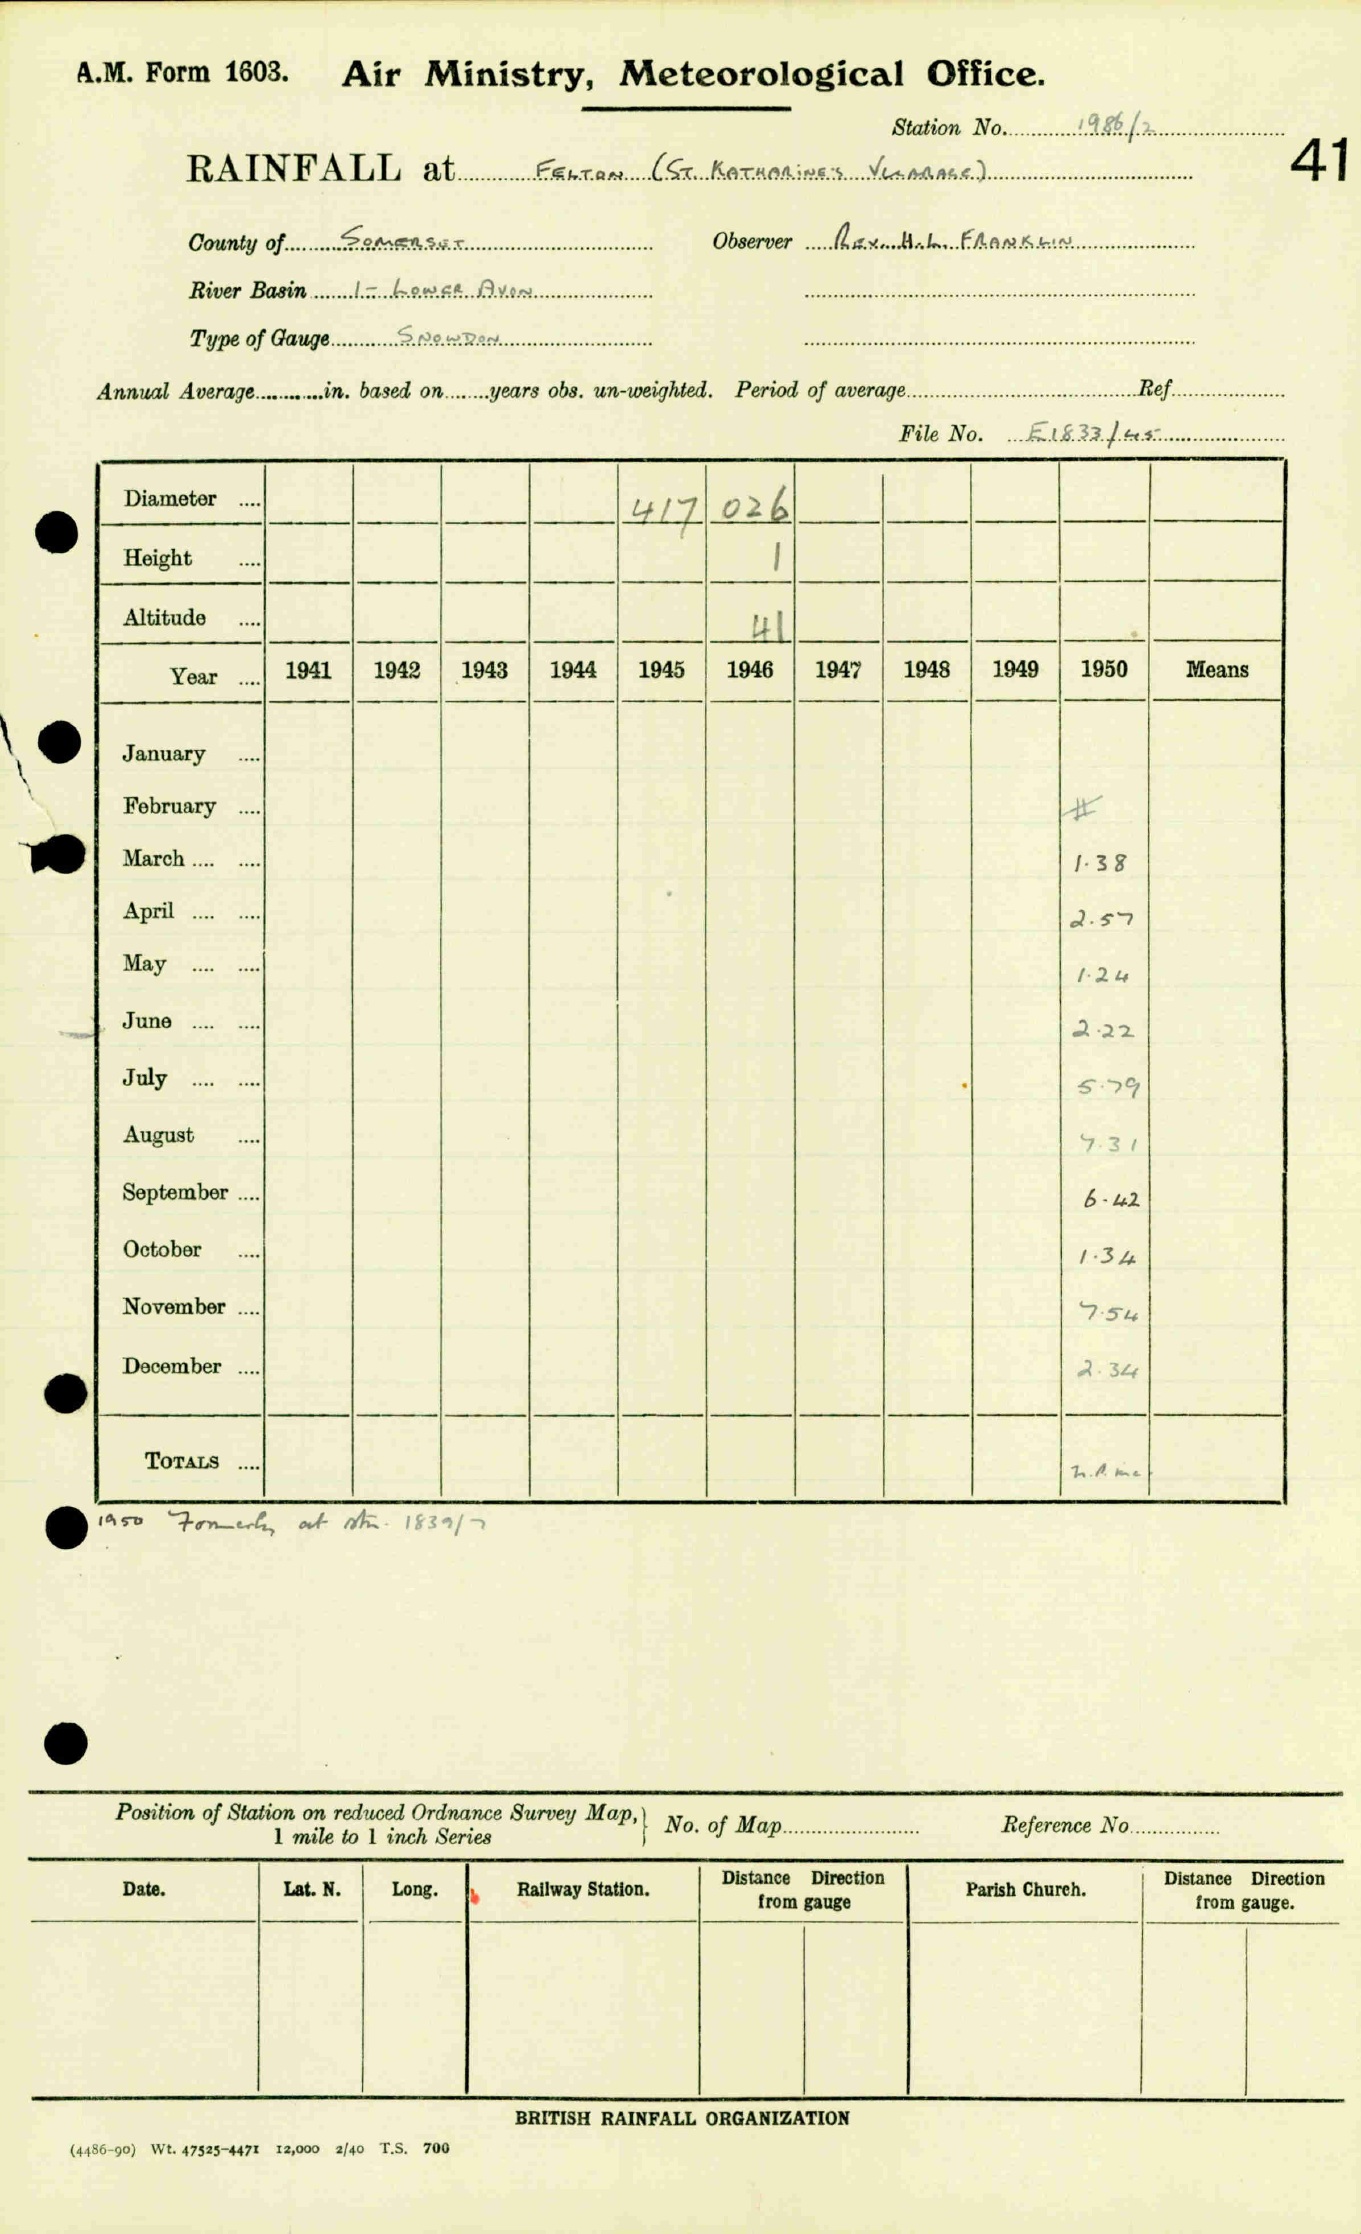 A.M. Form 1603. Air Ministry, Meteorological Office.
Station No. 1986/2
41
RAINFALL at FELTON (ST. KATHARINE'S VICARAGE)
County of SOMERSET Observer REV. H.L. FRANKLIN
River Basin 1- LOWER AVON
Type of Gauge SNOWDON
Annual Average in. based on years obs. un-weighted. Period of average Ref.
File No. E1833/45
Diameter 417 026
Height 1
Altitude 41
Year 1941 1942 1943 1944 1945 1946 1947 1948 1949 1950 Means
January
February #
March 1.38
April 2.57
May 1.24
June 2.22
July 5.79
August 7.31
September 6.42
October 1.34
November 7.54
December 2.34
TOTALS
1950 Formerly at stn. 1839/7
Position of Station on reduced Ordnance Survey Map, } No. of Map Reference No
1 mile to 1 inch Series
Date. Lat. N. Long. Railway Station. Distance Direction from gauge Parish Church. Distance Direction from gauge.
BRITISH RAINFALL ORGANIZATION
(4486-90) Wt. 47525-4471 12,000 2/40 T.S. 700